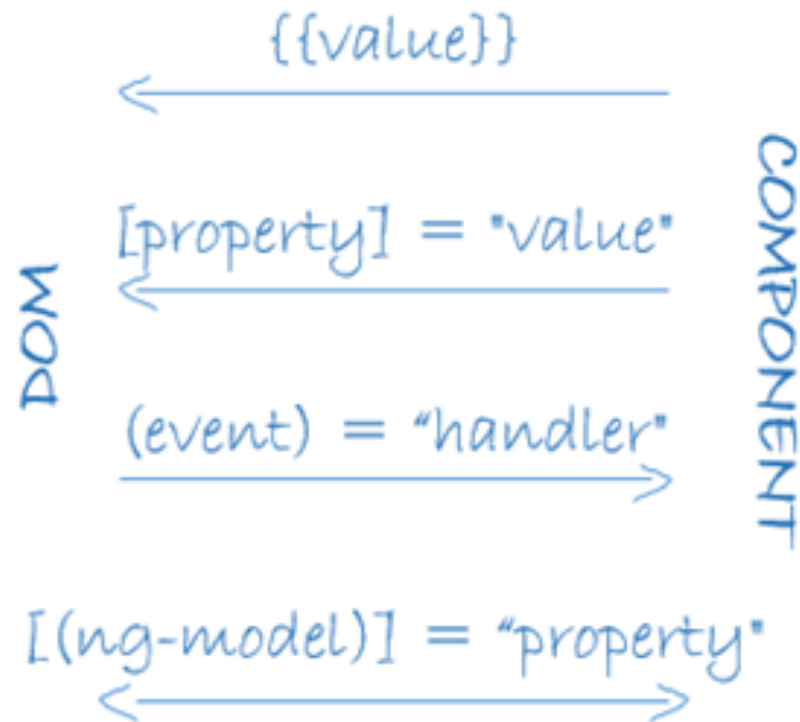 {{value}}
[property] = "value"
DOM
COMPONENT
(event) = "handler"
[(ng-model)] = "property"